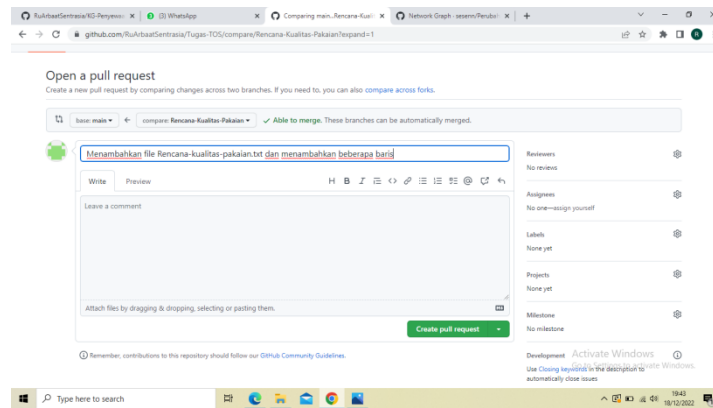 RuArbaatSentrasia/KG-Penyewaa
(3) WhatsApp
Comparing main...Rencana-Kualit
Network Graph · sesenn/Perubah
github.com/RuArbaatSentrasia/Tugas-TOS/compare/Rencana-Kualitas-Pakaian?expand=1
Open a pull request
Create a new pull request by comparing changes across two branches. If you need to, you can also compare across forks.
base: main
compare: Rencana-Kualitas-Pakaian
Able to merge. These branches can be automatically merged.
Menambahkan file Rencana-kualitas-pakaian.txt dan menambahkan beberapa baris
Write Preview
Leave a comment
Attach files by dragging & dropping, selecting or pasting them.
Create pull request
Remember, contributions to this repository should follow our GitHub Community Guidelines.
Reviewers
No reviews
Assignees
No one—assign yourself
Labels
None yet
Projects
None yet
Milestone
No milestone
Development
Use Closing keywords in the description to
automatically close issues
Activate Windows
Go to Settings to activate Windows.
Type here to search
19:43
18/12/2022